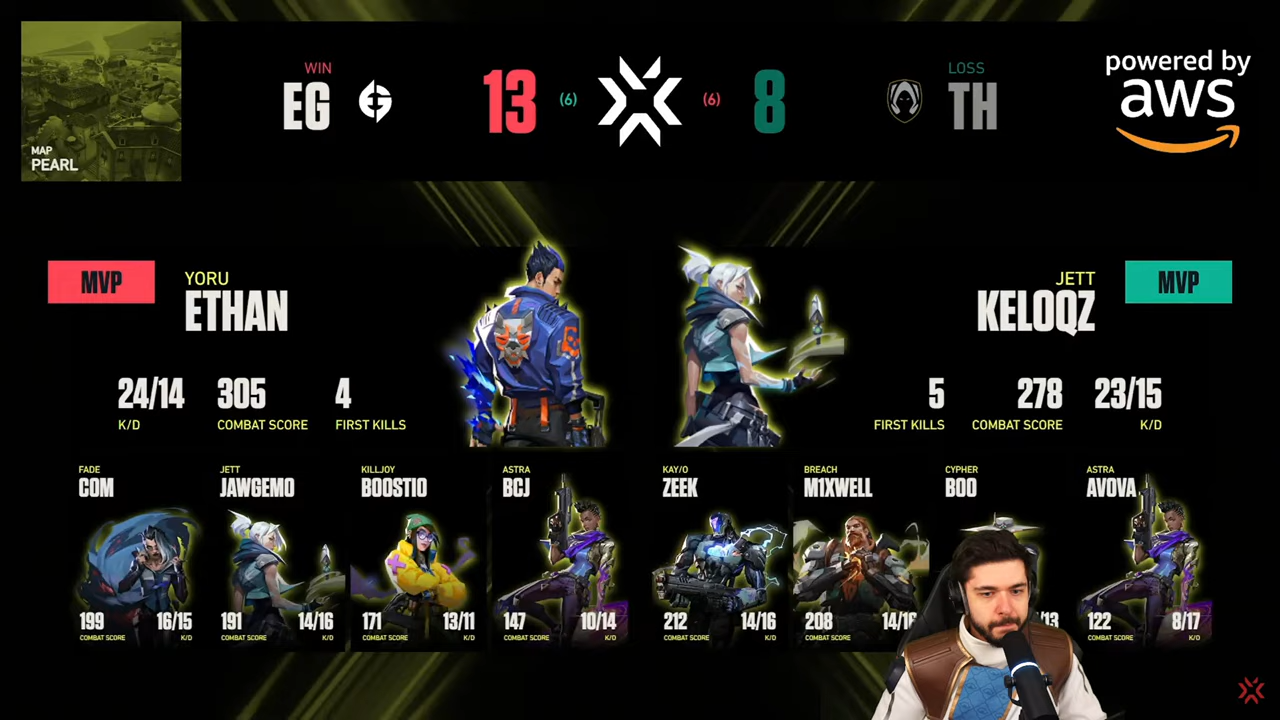 MAP
PEARL
WIN
EG
13
(6)
(6)
8
LOSS
TH
powered by
aws
MVP
YORU
ETHAN
24/14
K/D
305
COMBAT SCORE
4
FIRST KILLS
JETT
KELOQZ
MVP
5
FIRST KILLS
278
COMBAT SCORE
23/15
K/D
FADE
COM
199
COMBAT SCORE
16/15
K/D
JETT
JAWGEMO
191
COMBAT SCORE
14/16
K/D
KILLJOY
BOOSTIO
171
COMBAT SCORE
13/11
K/D
ASTRA
BCJ
147
COMBAT SCORE
10/14
K/D
KAY/O
ZEEK
212
COMBAT SCORE
14/16
K/D
BREACH
M1XWELL
208
COMBAT SCORE
14/16
CYPHER
BOO
/13
K/D
ASTRA
AVOVA
122
COMBAT SCORE
8/17
K/D